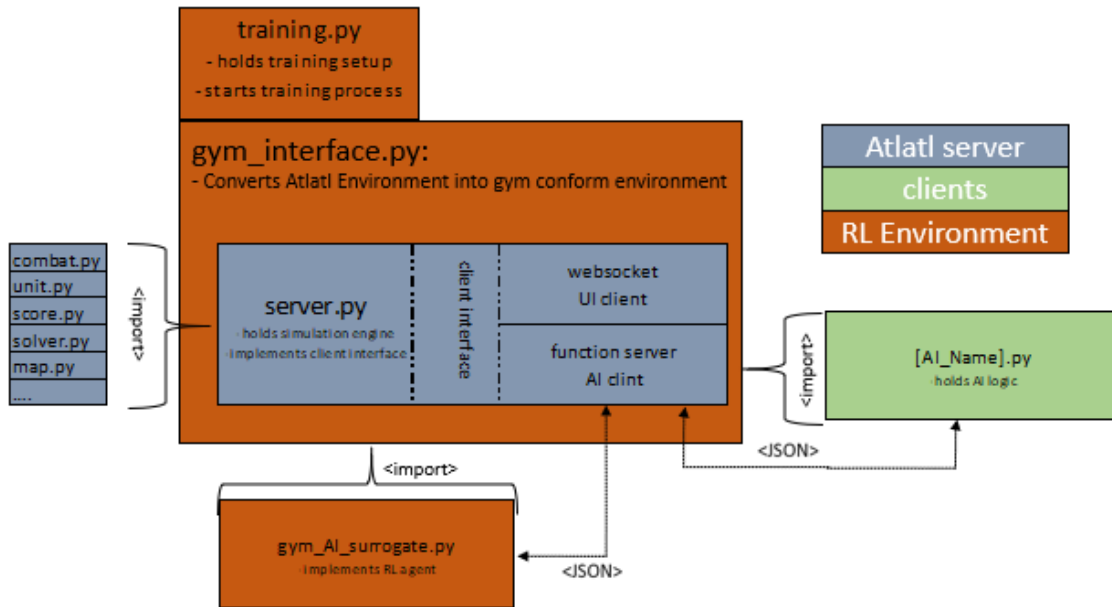 training.py
- holds training setup
- starts training process
gym_interface.py:
- Converts Atlatl Environment into gym conform environment
Atlatl server
clients
RL Environment
combat.py
unit.py
score.py
solver.py
map.py
....
<import>
server.py
- holds simulation engine
- implements client interface
client interface
websocket
UI client
function server
AI clint
<import>
[AI_Name].py
- holds AI logic
<JSON>
<import>
gym_AI_surrogate.py
- implements RL agent
<JSON>